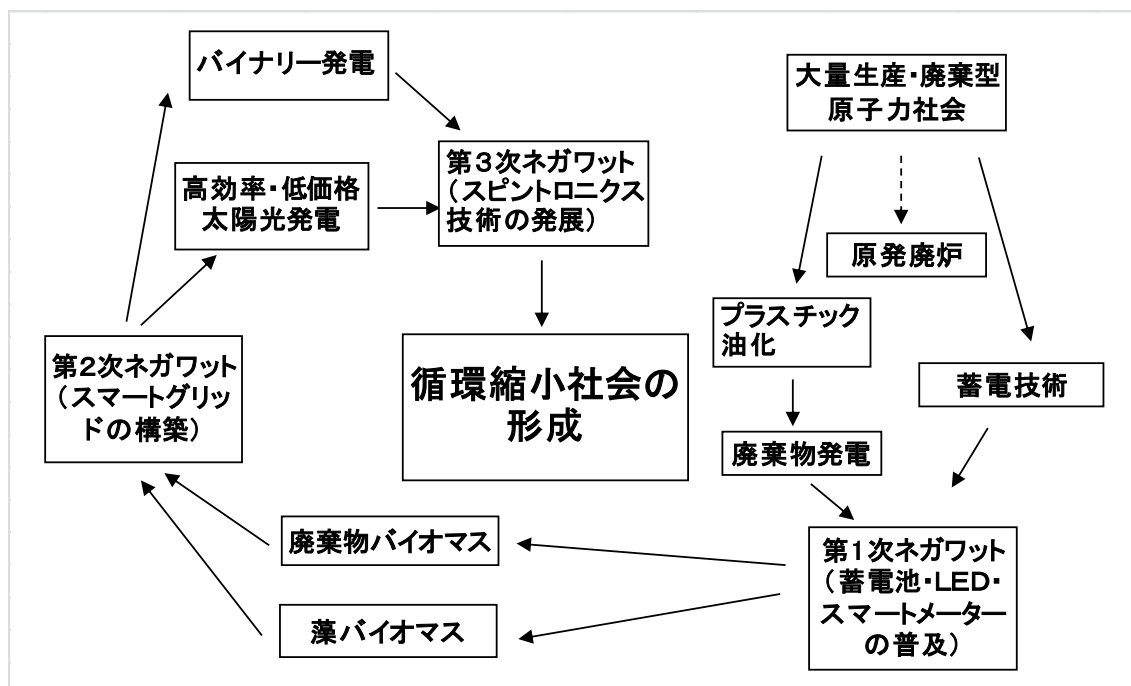 バイナリー発電
大量生産・廃棄型
原子力社会
第３次ネガワット
（スピントロニクス
技術の発展）
高効率・低価格
太陽光発電
原発廃炉
プラスチック
油化
第２次ネガワット
（スマートグリッ
ドの構築）
循環縮小社会の
形成
蓄電技術
廃棄物発電
廃棄物バイオマス
第１次ネガワット
（蓄電池・LED・
スマートメーター
の普及）
藻バイオマス